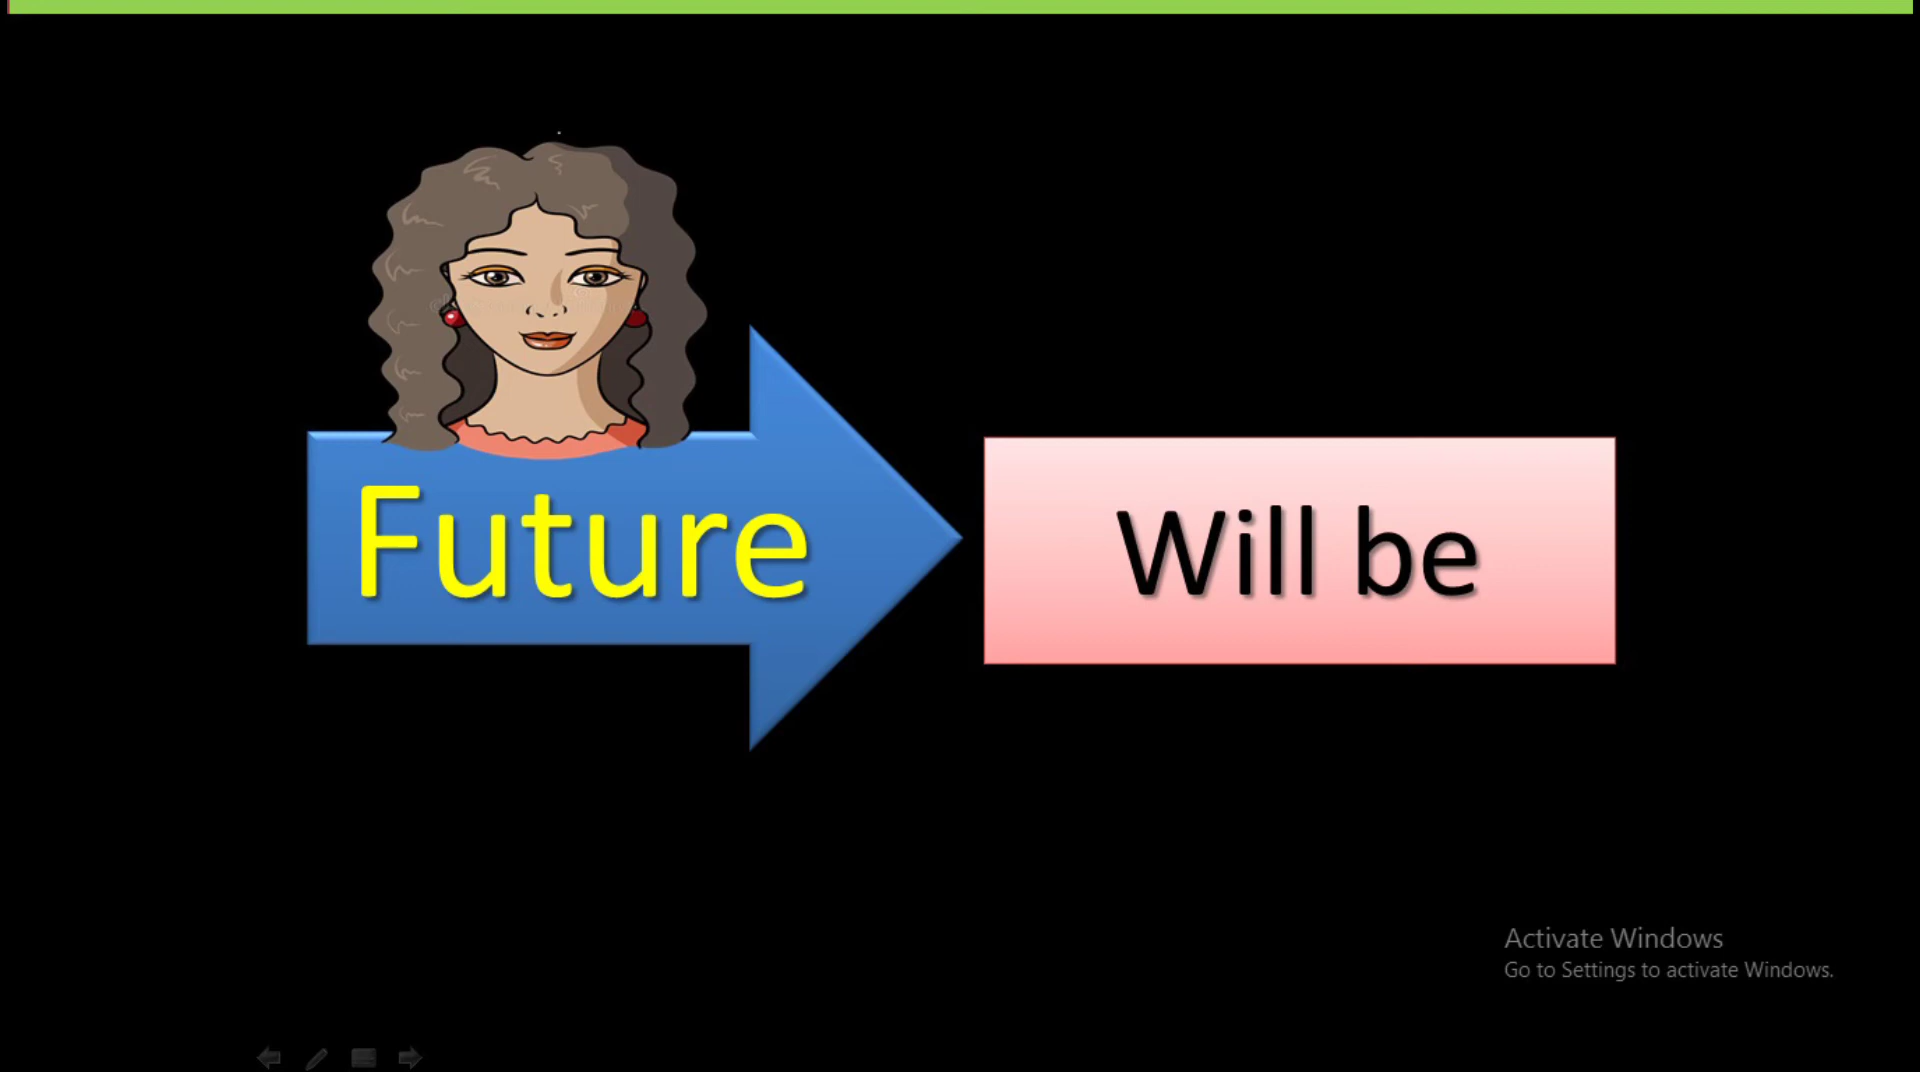 Future
Will be
Activate Windows
Go to Settings to activate Windows.